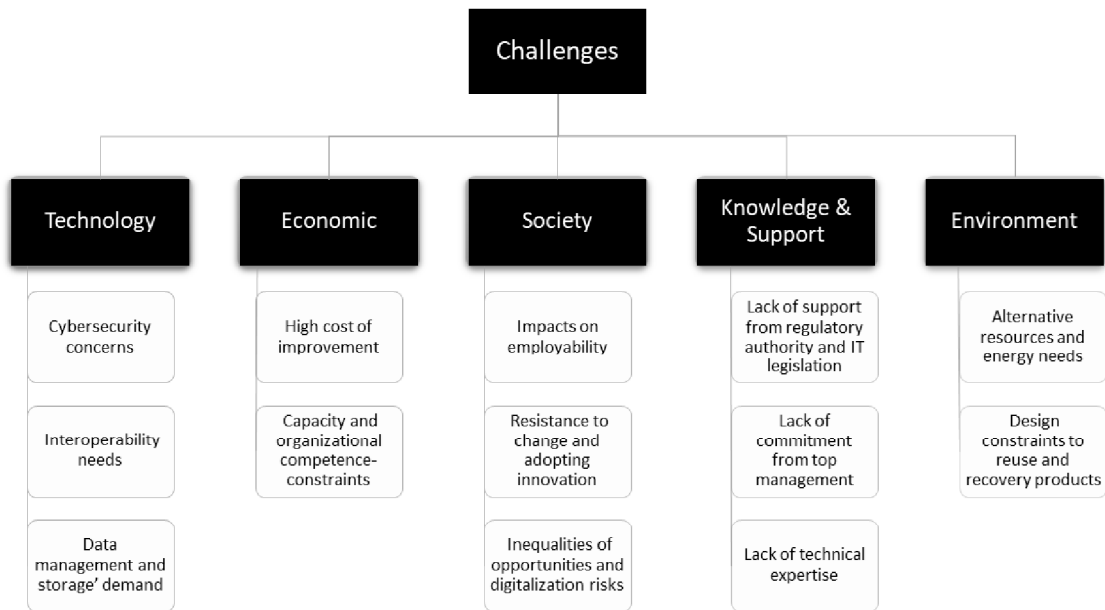 Challenges
Technology
Economic
Society
Knowledge &
Support
Environment
Cybersecurity
concerns
Interoperability
needs
Data
management and
storage’ demand
High cost of
improvement
Capacity and
organizational
competence-
constraints
Impacts on
employability
Resistance to
change and
adopting
innovation
Inequalities of
opportunities and
digitalization risks
Lack of support
from regulatory
authority and IT
legislation
Lack of
commitment
from top
management
Lack of technical
expertise
Alternative
resources and
energy needs
Design
constraints to
reuse and
recovery products